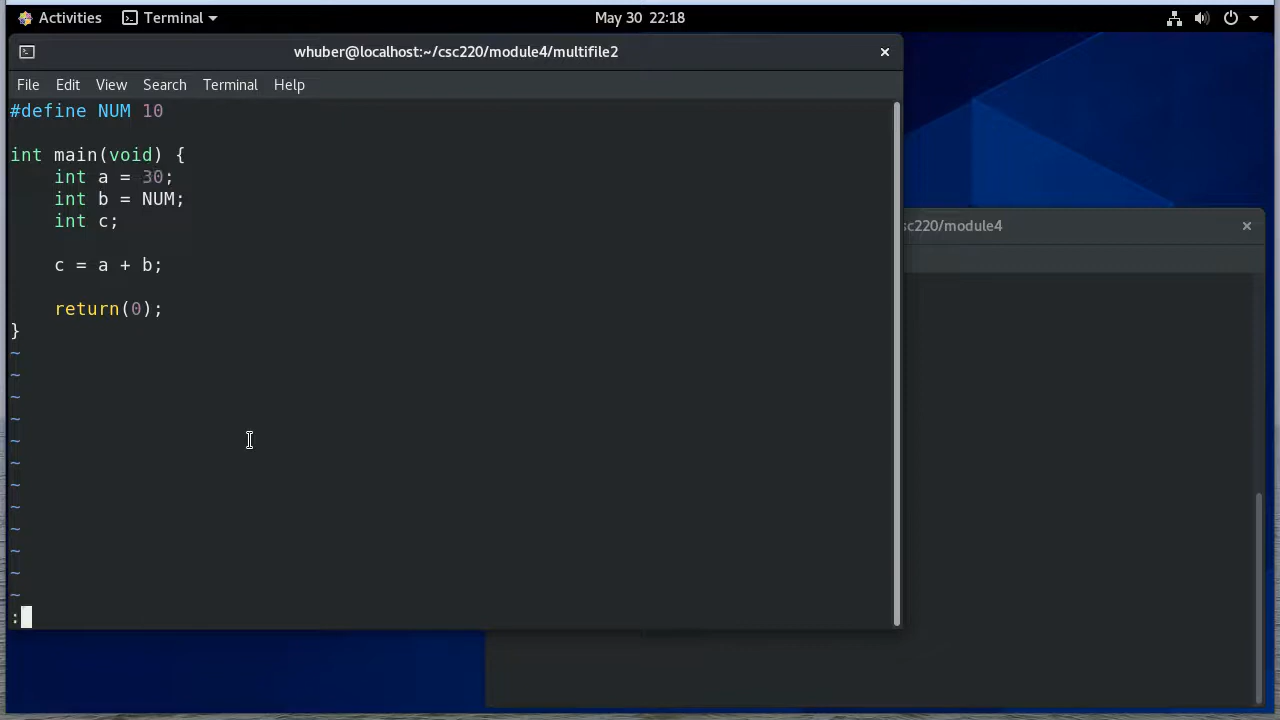 Activities Terminal May 30 22:18
whuber@localhost:~/csc220/module4/multifile2 ×
File Edit View Search Terminal Help
#define NUM 10
int main(void) {
    int a = 30;
    int b = NUM;
    int c;
    c = a + b;
    return(0);
}
~
~
~
~
~
~
~
~
~
~
~
~
:
sc220/module4 ×